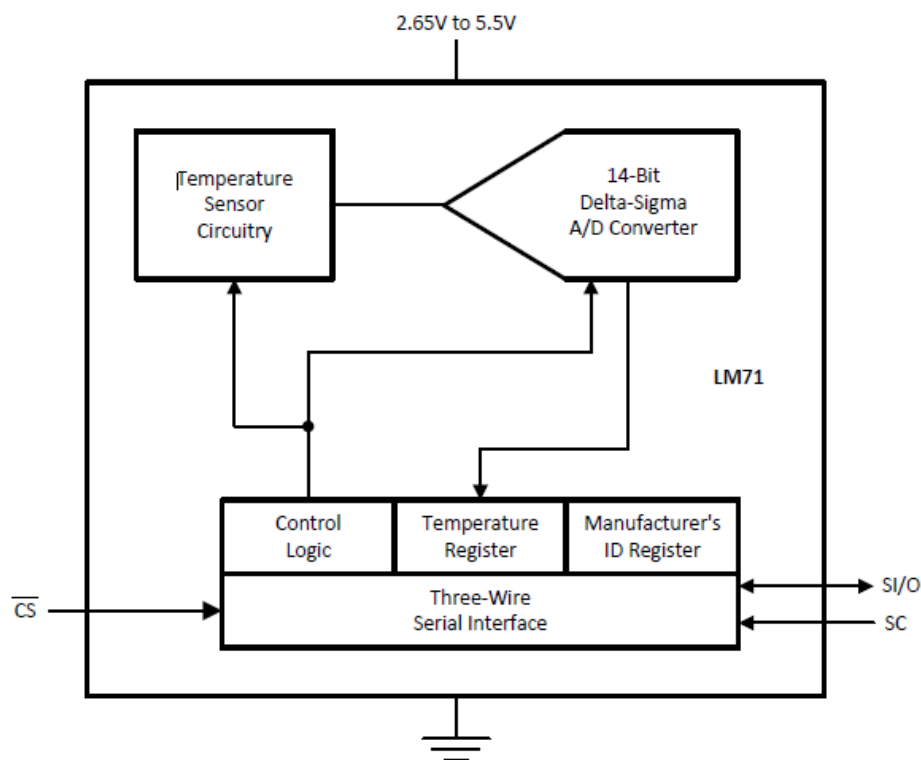 2.65V to 5.5V
Temperature
Sensor
Circuitry
14-Bit
Delta-Sigma
A/D Converter
LM71
Control
Logic
Temperature
Register
Manufacturer's
ID Register
Three-Wire
Serial Interface
CS
SI/O
SC